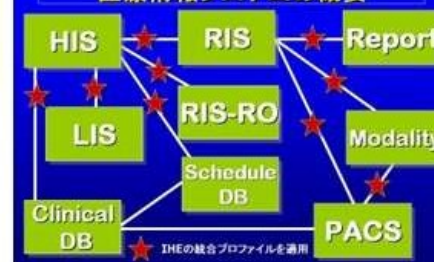 HIS
RIS
Report
LIS
RIS-RO
Modality
Schedule
DB
Clinical
DB
PACS
IHEの統合プロファイルを適用